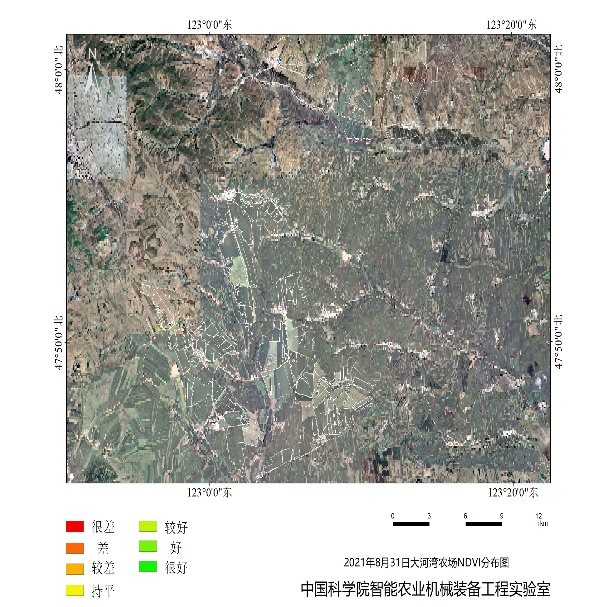 123°0'0"东
123°20'0"东
N
48°0'0"北
48°0'0"北
47°50'0"北
47°50'0"北
123°0'0"东
123°20'0"东
很差
较好
差
好
较差
很好
持平
0 3 6 9 12
Km
2021年8月31日大河湾农场NDVI分布图
中国科学院智能农业机械装备工程实验室